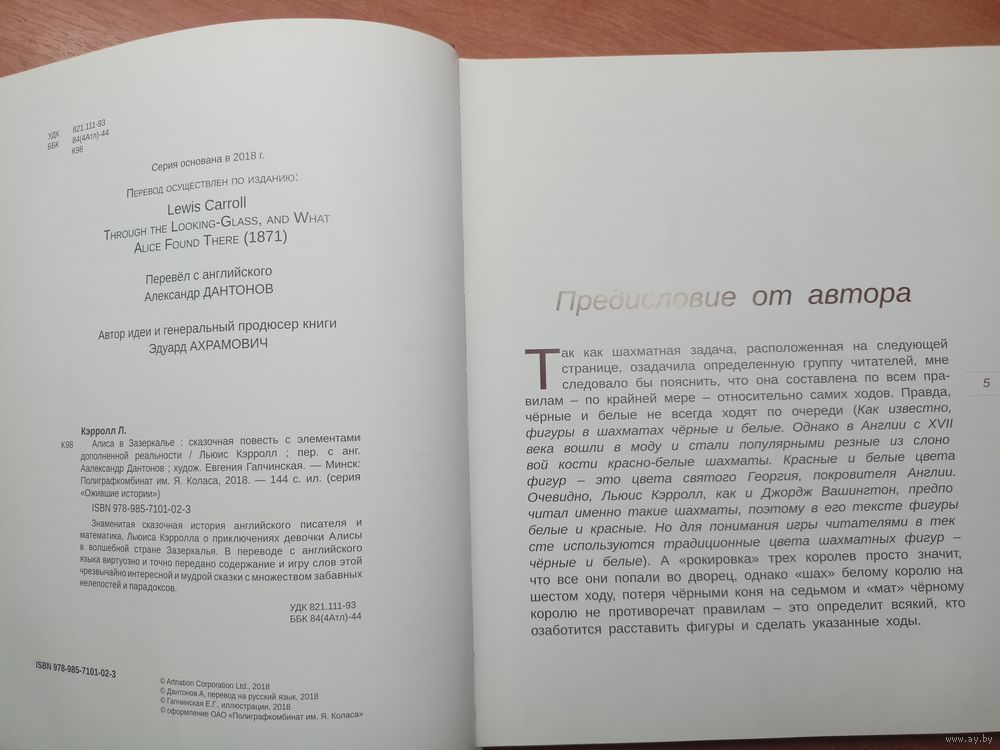 УДК 821.111-93
ББК 84(4Атл)-44
К98
Серия основана в 2018 г.
Перевод осуществлен по изданию:
Lewis Carroll
Through the Looking-Glass, and What
Alice Found There (1871)
Перевёл с английского
Александр ДАНТОНОВ
Автор идеи и генеральный продюсер книги
Эдуард АХРАМОВИЧ
Кэрролл Л.
К98 Алиса в Зазеркалье : сказочная повесть с элементами
дополненной реальности / Льюис Кэрролл ; пер. с анг.
Аалександр Дантонов ; худож. Евгения Гапчинская. — Минск:
Полиграфкомбинат им. Я. Коласа, 2018. — 144 с. ил. (серия
«Ожившие истории»)
ISBN 978-985-7101-02-3
Знаменитая сказочная история английского писателя и
математика, Льюиса Кэрролла о приключениях девочки Алисы
в волшебной стране Зазеркалья. В переводе с английского
языка виртуозно и точно передано содержание и игру слов этой
чрезвычайно интересной и мудрой сказки с множеством забавных
нелепостей и парадоксов.
УДК 821.111-93
ББК 84(4Атл)-44
ISBN 978-985-7101-02-3
© Artnation Corporation Ltd., 2018
© Дантонов А, перевод на русский язык, 2018
© Гапчинская Е.Г., иллюстрации, 2018
© оформление ОАО «Полиграфкомбинат им. Я. Коласа»
Предисловие от автора
Так как шахматная задача, расположенная на следующей
странице, озадачила определенную группу читателей, мне
следовало бы пояснить, что она составлена по всем пра-
вилам – по крайней мере – относительно самих ходов. Правда,
чёрные и белые не всегда ходят по очереди (Как известно,
фигуры в шахматах чёрные и белые. Однако в Англии с XVII
века вошли в моду и стали популярными резные из слоно
вой кости красно-белые шахматы. Красные и белые цвета
фигур – это цвета святого Георгия, покровителя Англии.
Очевидно, Льюис Кэрролл, как и Джордж Вашингтон, предпо
читал именно такие шахматы, поэтому в его тексте фигуры
белые и красные. Но для понимания игры читателями в тек
сте используются традиционные цвета шахматных фигур –
чёрные и белые). А «рокировка» трех королев просто значит,
что все они попали во дворец, однако «шах» белому королю на
шестом ходу, потеря чёрными коня на седьмом и «мат» чёрному
королю не противоречат правилам – это определит всякий, кто
озаботится расставить фигуры и сделать указанные ходы.
5
www.ay.by